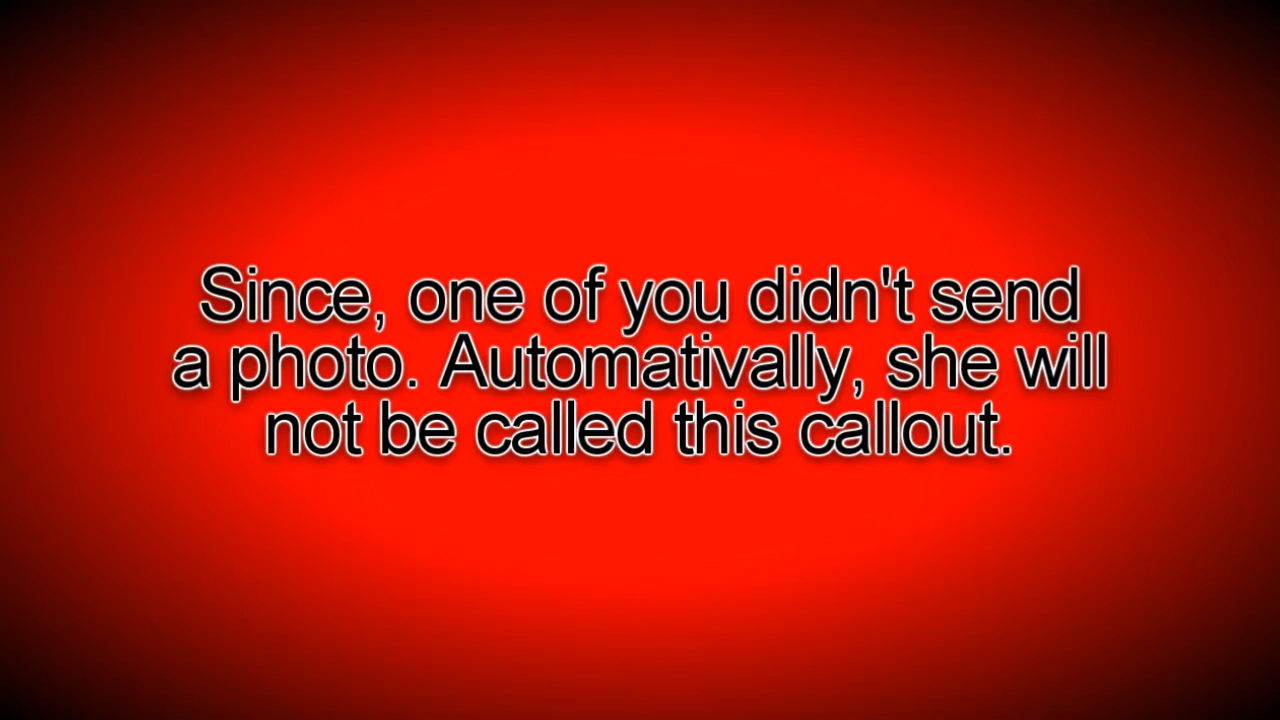 Since, one of you didn't send
a photo. Automativally, she will
not be called this callout.